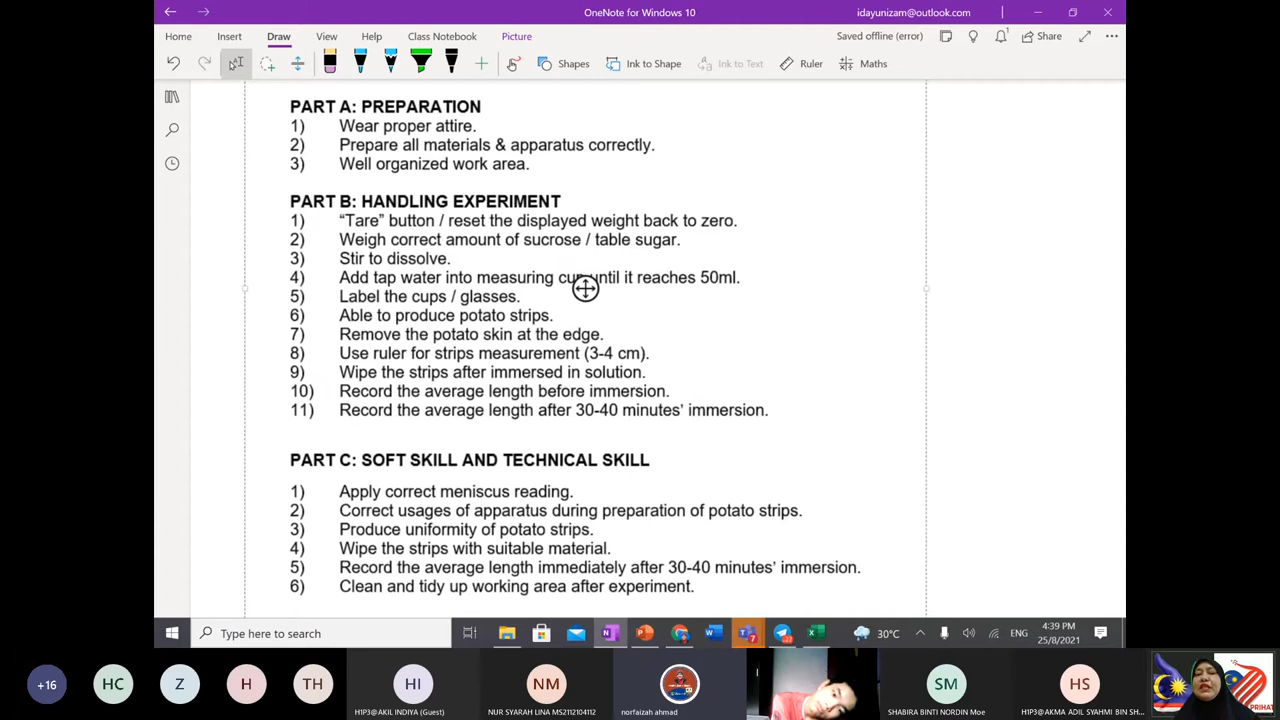 OneNote for Windows 10
idayunizam@outlook.com
Home Insert Draw View Help Class Notebook Picture
Saved offline (error) Share
Shapes Ink to Shape Ink to Text Ruler Maths
PART A: PREPARATION
1) Wear proper attire.
2) Prepare all materials & apparatus correctly.
3) Well organized work area.
PART B: HANDLING EXPERIMENT
1) “Tare” button / reset the displayed weight back to zero.
2) Weigh correct amount of sucrose / table sugar.
3) Stir to dissolve.
4) Add tap water into measuring cup until it reaches 50ml.
5) Label the cups / glasses.
6) Able to produce potato strips.
7) Remove the potato skin at the edge.
8) Use ruler for strips measurement (3-4 cm).
9) Wipe the strips after immersed in solution.
10) Record the average length before immersion.
11) Record the average length after 30-40 minutes’ immersion.
PART C: SOFT SKILL AND TECHNICAL SKILL
1) Apply correct meniscus reading.
2) Correct usages of apparatus during preparation of potato strips.
3) Produce uniformity of potato strips.
4) Wipe the strips with suitable material.
5) Record the average length immediately after 30-40 minutes’ immersion.
6) Clean and tidy up working area after experiment.
Type here to search
30°C
ENG
4:39 PM
25/8/2021
+16 HC Z H TH HI NM SM HS
H1P3@AKIL INDIYA (Guest)
NUR SYARAH LINA MS2112104112
norfaizah ahmad
SHABIRA BINTI NORDIN Moe
H1P3@AKMA ADIL SYAHMI BIN SH...
PRIHAT